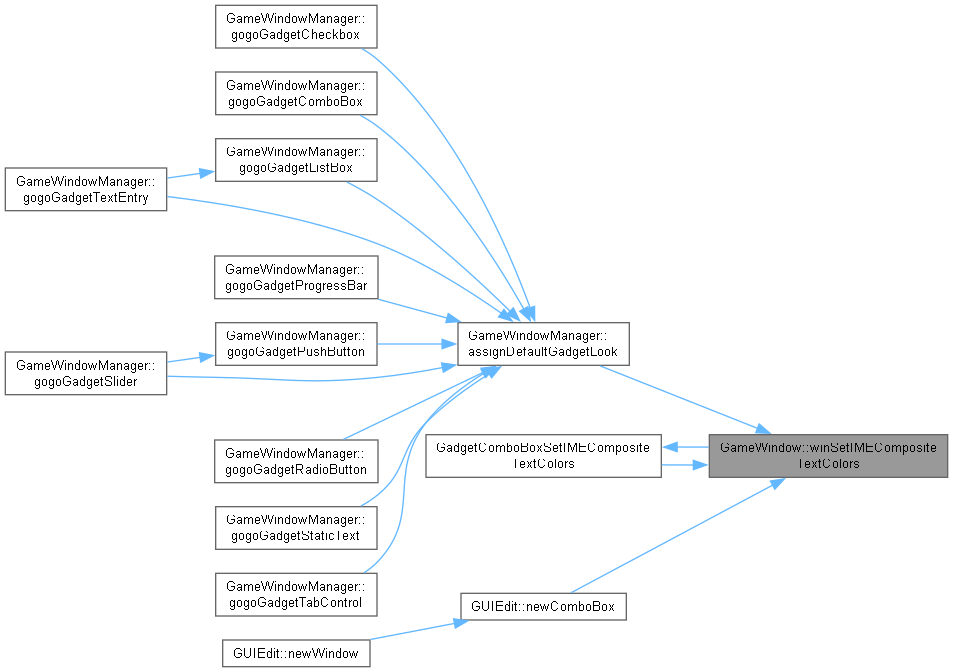 GameWindowManager::
gogoGadgetCheckbox
GameWindowManager::
gogoGadgetComboBox
GameWindowManager::
gogoGadgetListBox
GameWindowManager::
gogoGadgetTextEntry
GameWindowManager::
gogoGadgetProgressBar
GameWindowManager::
gogoGadgetPushButton
GameWindowManager::
assignDefaultGadgetLook
GameWindowManager::
gogoGadgetSlider
GameWindowManager::
gogoGadgetRadioButton
GadgetComboBoxSetIMEComposite
TextColors
GameWindow::winSetIMEComposite
TextColors
GameWindowManager::
gogoGadgetStaticText
GameWindowManager::
gogoGadgetTabControl
GUIEdit::newComboBox
GUIEdit::newWindow